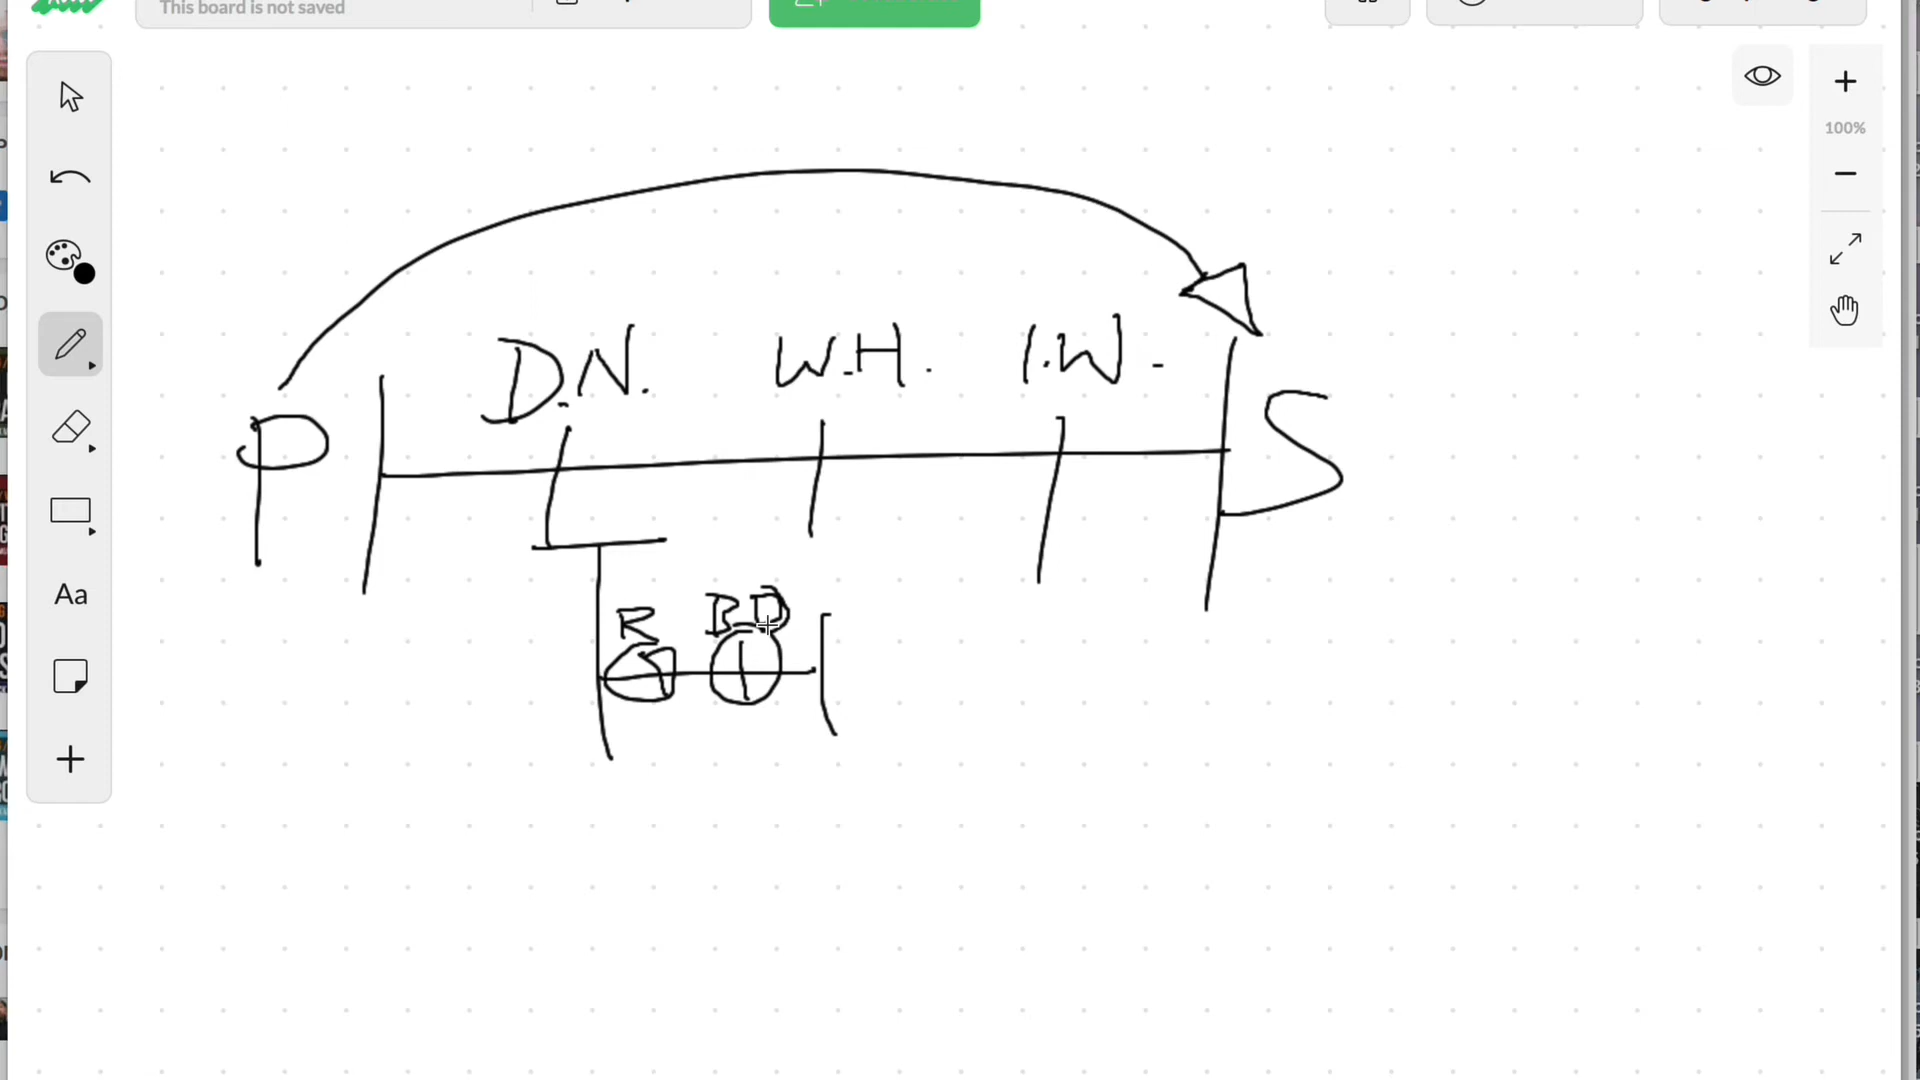 This board is not saved
100%
D.N. W.H. I.W.
P S
R BD
Aa